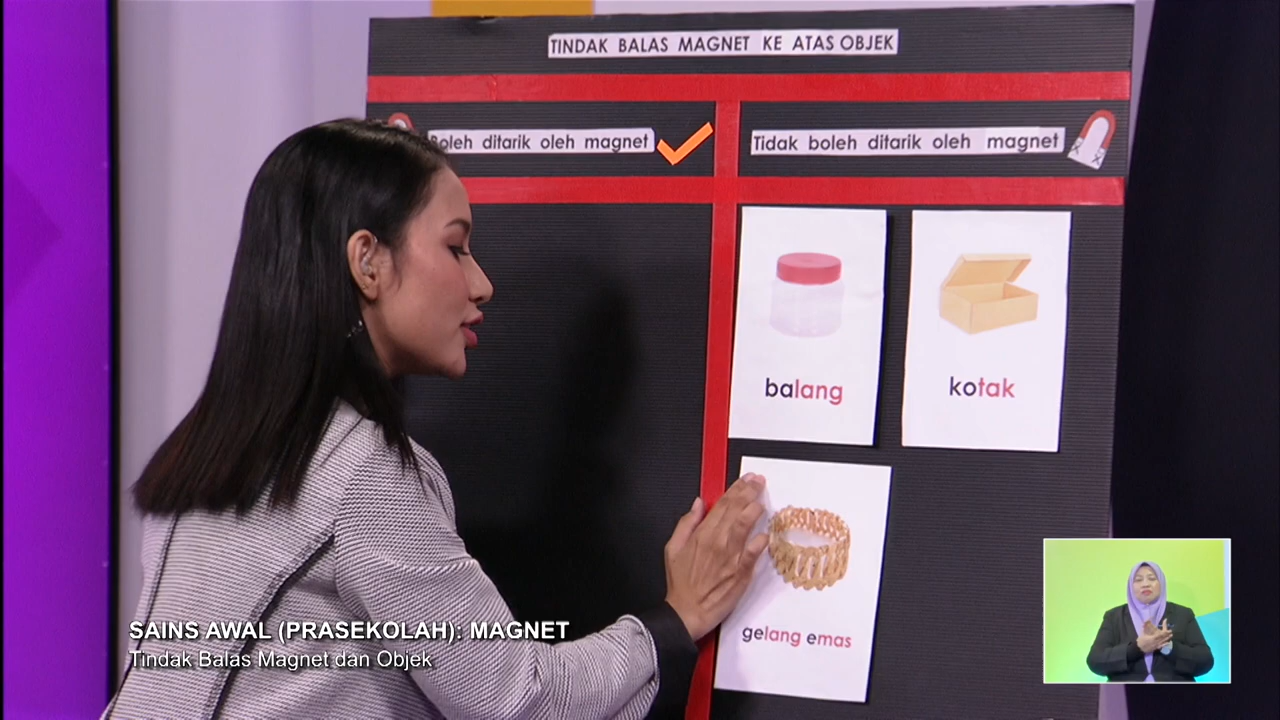 TINDAK BALAS MAGNET KE ATAS OBJEK
Boleh ditarik oleh magnet
Tidak boleh ditarik oleh magnet
balang
kotak
gelang emas
SAINS AWAL (PRASEKOLAH): MAGNET
Tindak Balas Magnet dan Objek